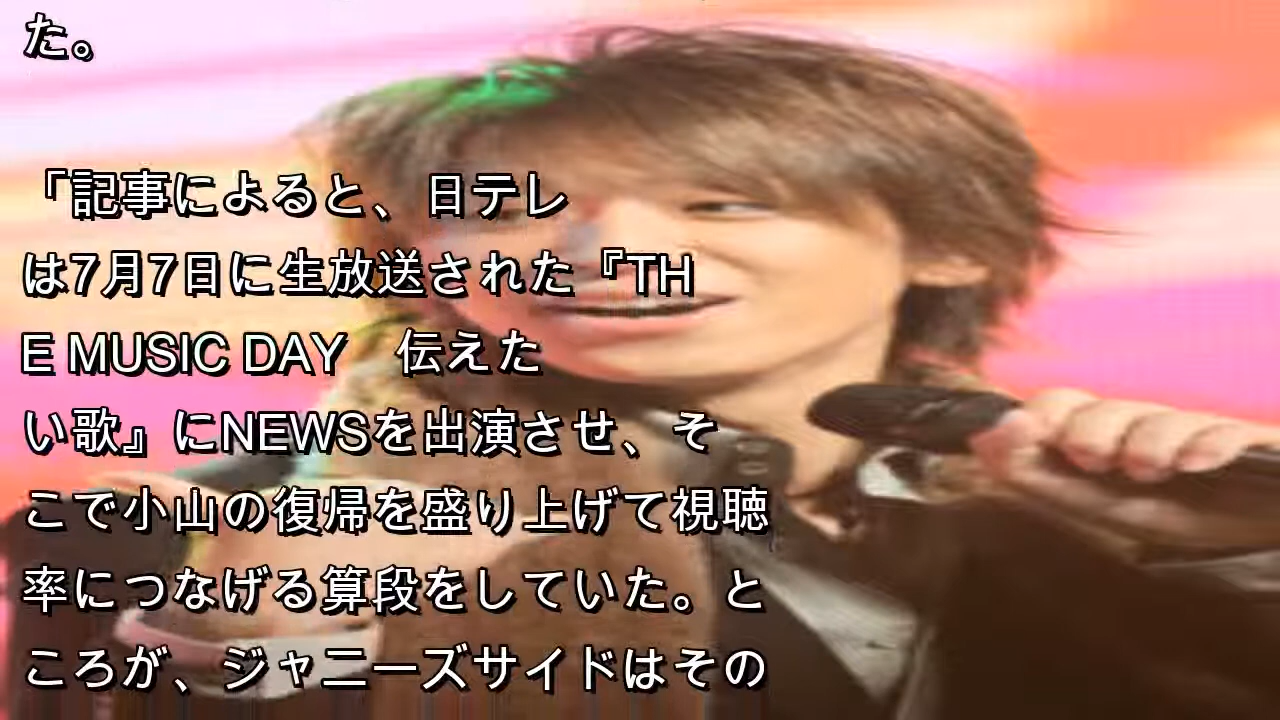 た。
「記事によると、日テレ
は7月7日に生放送された『TH
E MUSIC DAY　伝えた
い歌』にNEWSを出演させ、そ
こで小山の復帰を盛り上げて視聴
率につなげる算段をしていた。と
ころが、ジャニーズサイドはその